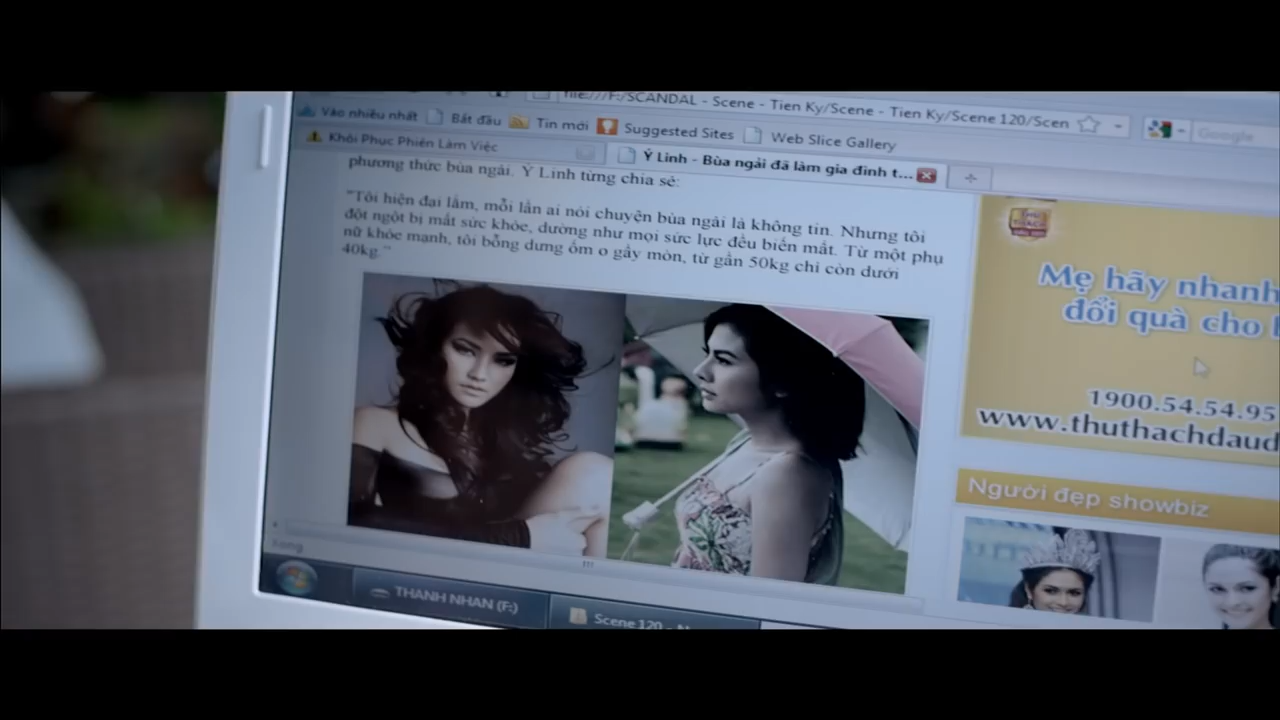 file:///F:/SCANDAL - Scene - Tien Ky/Scene - Tien Ky/Scene 120/Scen
Google
Vào nhiều nhất
Bắt đầu
Tin mới
Suggested Sites
Web Slice Gallery
Khôi Phục Phiên Làm Việc
Ý Linh - Bùa ngải đã làm gia đình t...
phương thức bùa ngải. Ý Linh từng chia sẻ:
"Tôi hiện đại lắm, mỗi lần ai nói chuyện bùa ngải là không tin. Nhưng tôi
đột ngột bị mất sức khỏe, dường như mọi sức lực đều biến mất. Từ một phụ
nữ khỏe mạnh, tôi bỗng dưng ốm o gầy mòn, từ gần 50kg chỉ còn dưới
40kg."
Mẹ hãy nhanh
đổi quà cho
1900.54.54.95
www.thuthachdaud
Người đẹp showbiz
Xong
THANH NHAN (F:)
Scene 120 - N